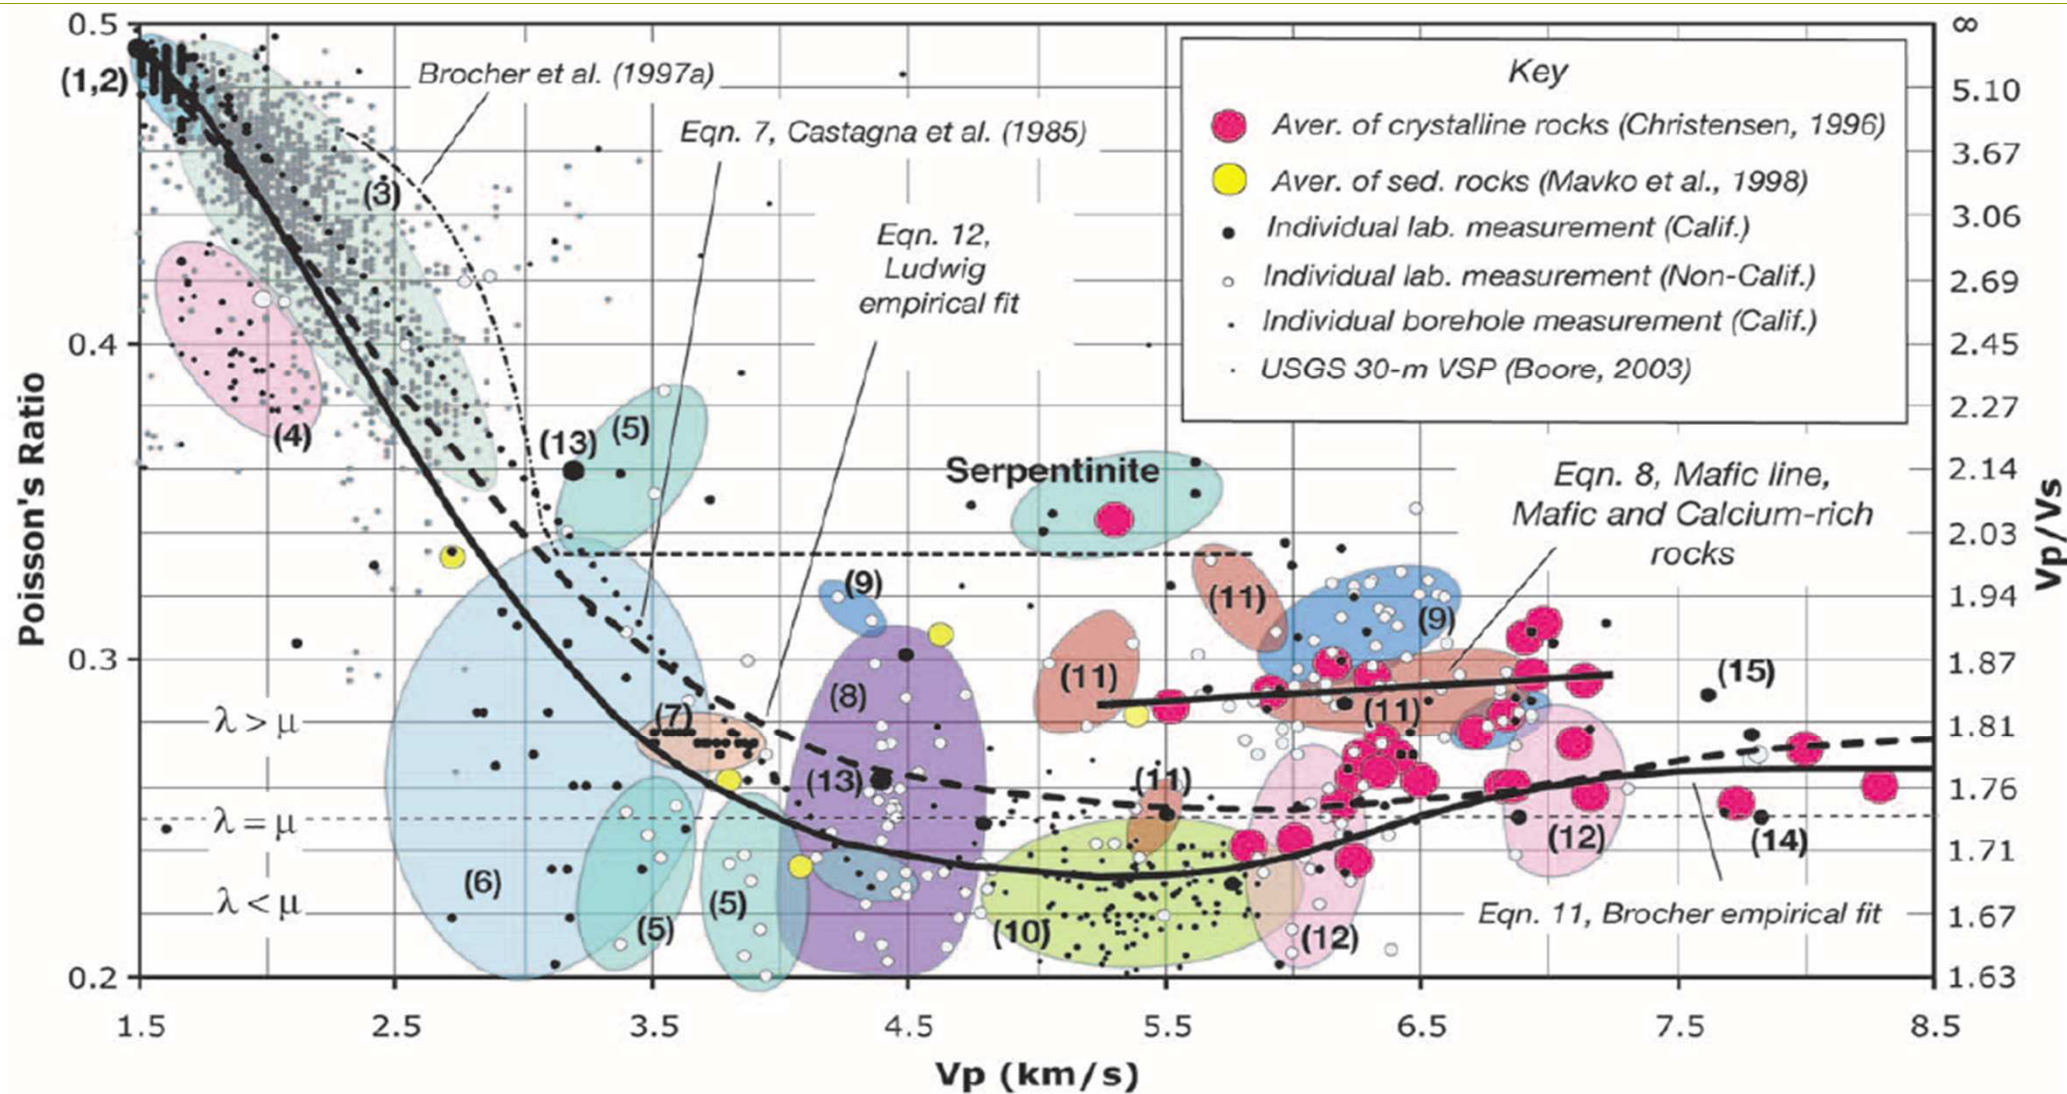 0.5
0.4
0.3
0.2
Poisson's Ratio
∞
5.10
3.67
3.06
2.69
2.45
2.27
2.14
2.03
1.94
1.87
1.81
1.76
1.71
1.67
1.63
Vp/Vs
1.5
2.5
3.5
4.5
5.5
6.5
7.5
8.5
Vp (km/s)
Key
Aver. of crystalline rocks (Christensen, 1996)
Aver. of sed. rocks (Mavko et al., 1998)
Individual lab. measurement (Calif.)
Individual lab. measurement (Non-Calif.)
Individual borehole measurement (Calif.)
USGS 30-m VSP (Boore, 2003)
Brocher et al. (1997a)
Eqn. 7, Castagna et al. (1985)
Eqn. 12,
Ludwig
empirical fit
Eqn. 8, Mafic line,
Mafic and Calcium-rich
rocks
Eqn. 11, Brocher empirical fit
Serpentinite
λ > μ
λ = μ
λ < μ
(1,2)
(3)
(4)
(13)
(5)
(9)
(11)
(9)
(11)
(11)
(15)
(7)
(8)
(13)
(11)
(12)
(14)
(6)
(5)
(5)
(10)
(12)